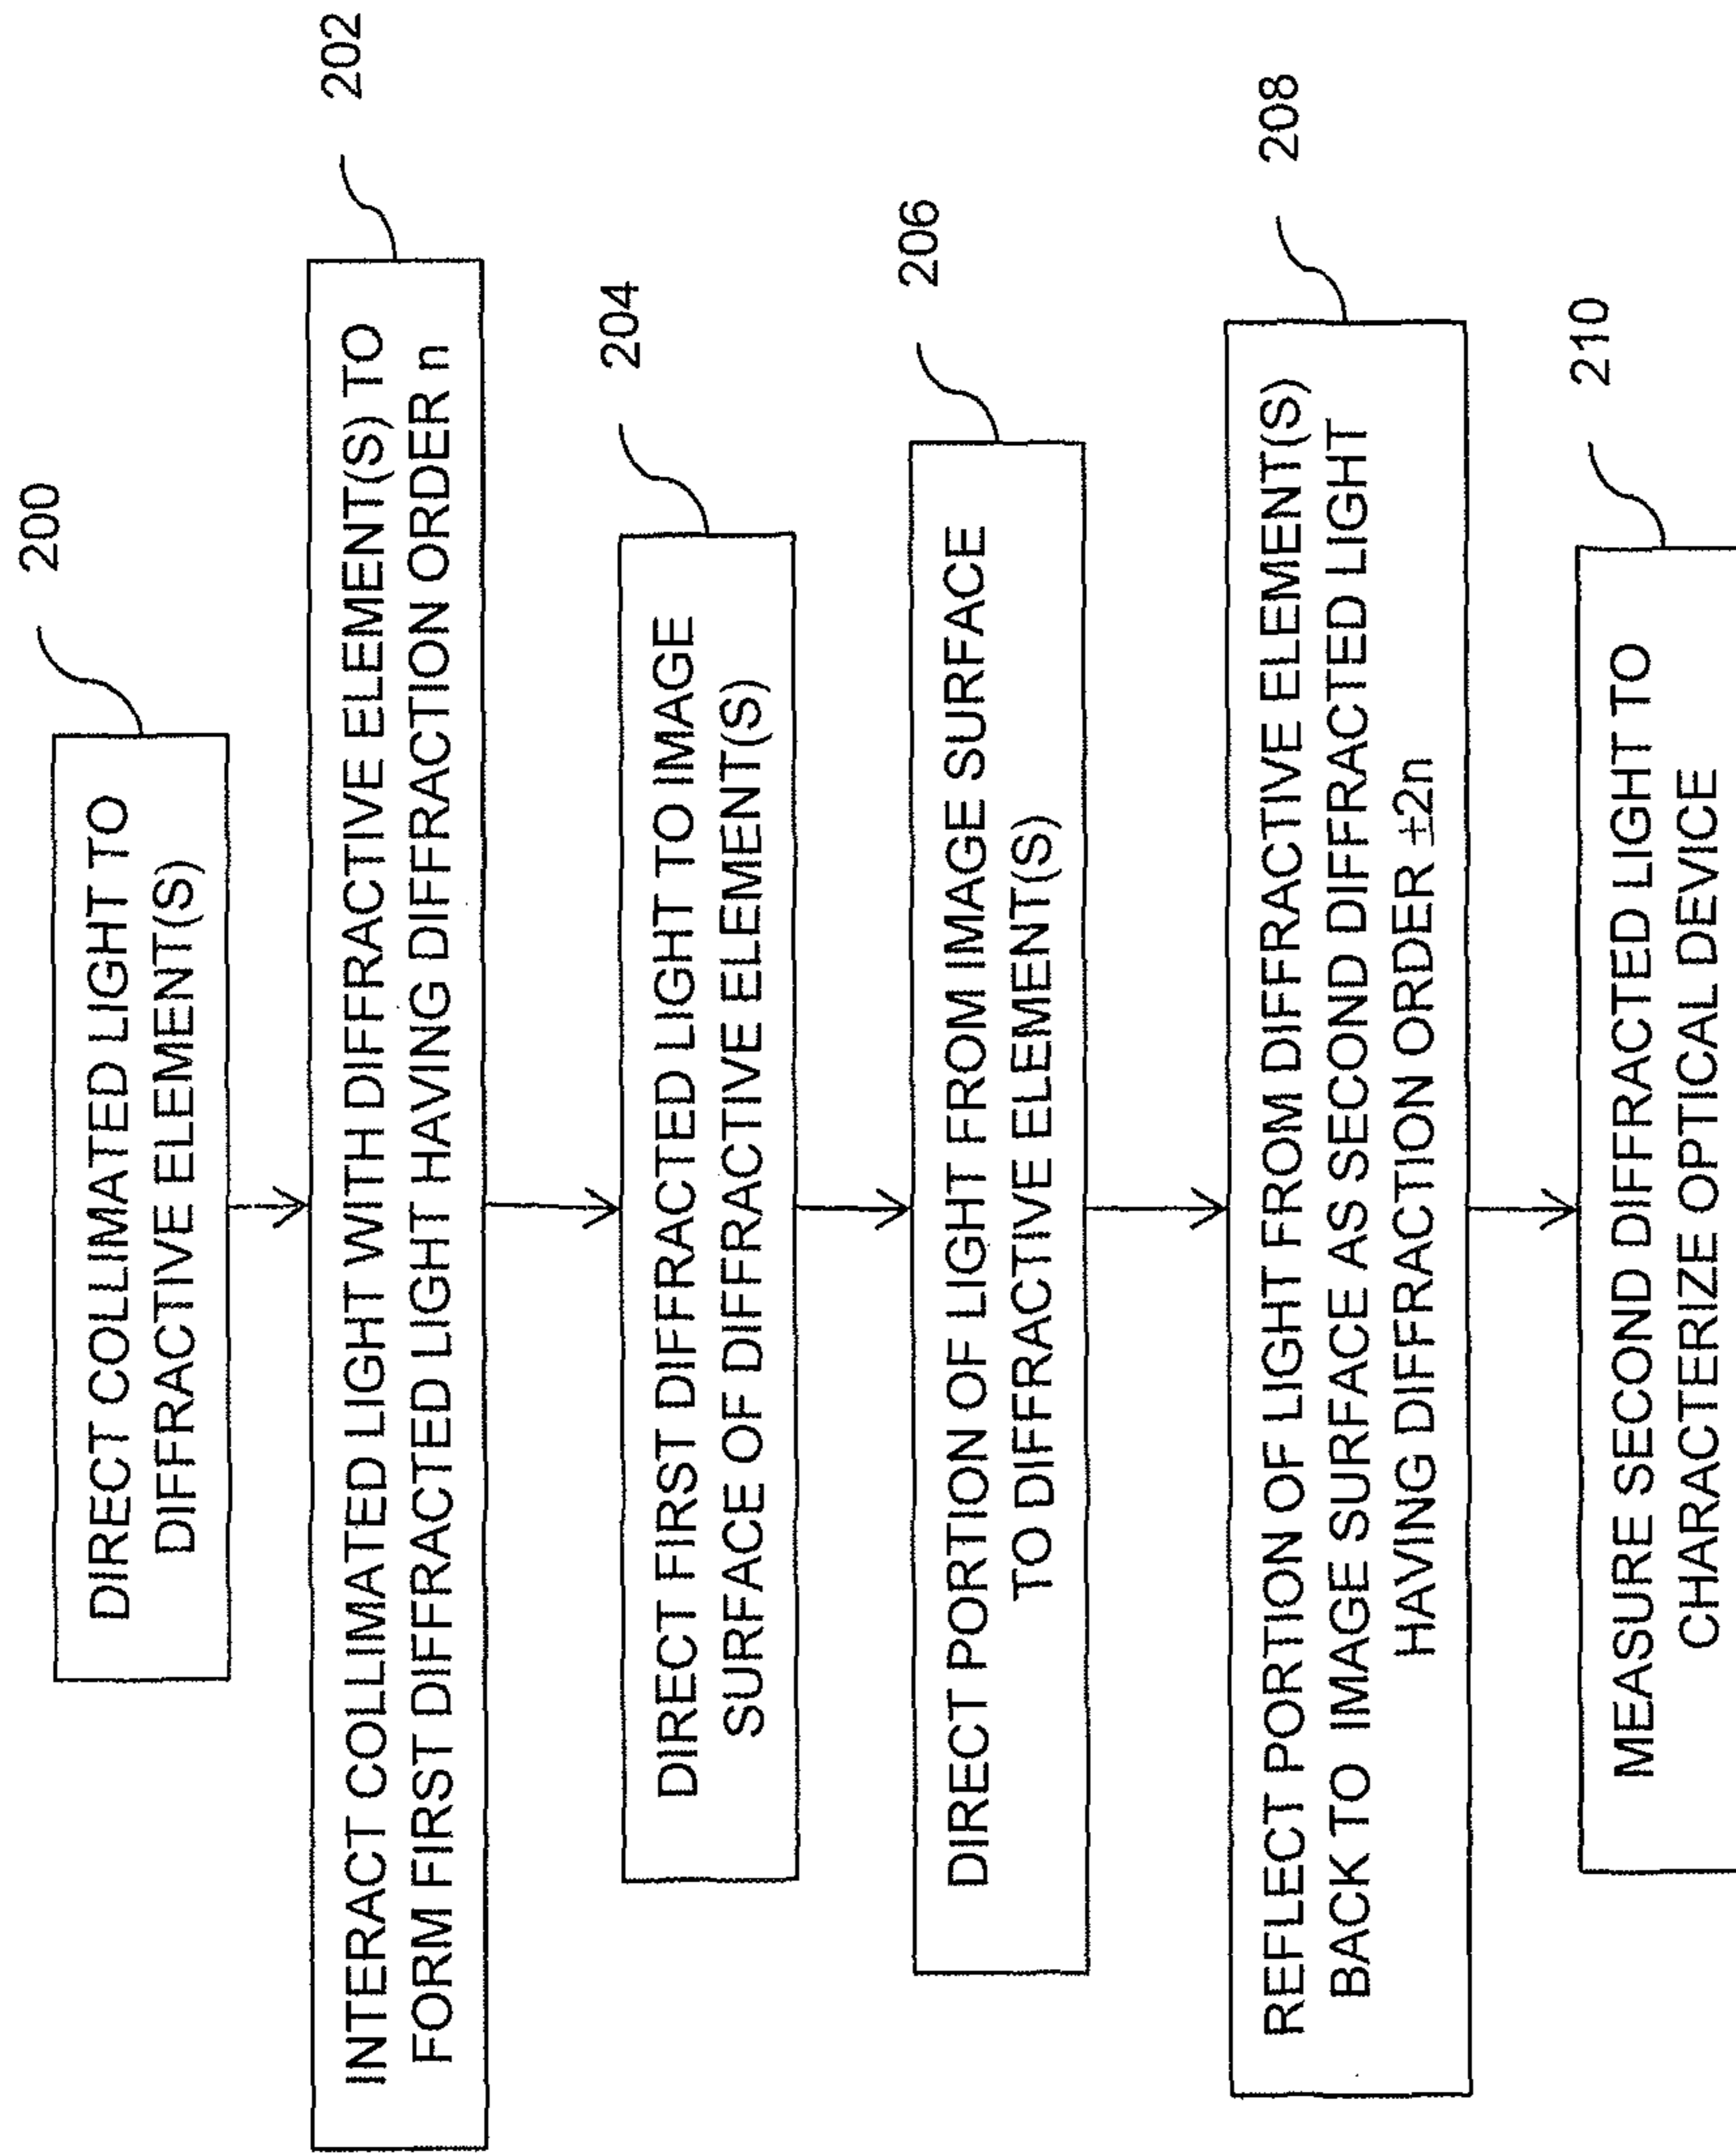 200
DIRECT COLLIMATED LIGHT TO
DIFFRACTIVE ELEMENT(S)
202
INTERACT COLLIMATED LIGHT WITH DIFFRACTIVE ELEMENT(S) TO
FORM FIRST DIFFRACTED LIGHT HAVING DIFFRACTION ORDER n
204
DIRECT FIRST DIFFRACTED LIGHT TO IMAGE
SURFACE OF DIFFRACTIVE ELEMENT(S)
206
DIRECT PORTION OF LIGHT FROM IMAGE SURFACE
TO DIFFRACTIVE ELEMENT(S)
208
REFLECT PORTION OF LIGHT FROM DIFFRACTIVE ELEMENT(S)
BACK TO IMAGE SURFACE AS SECOND DIFFRACTED LIGHT
HAVING DIFFRACTION ORDER ±2n
210
MEASURE SECOND DIFFRACTED LIGHT TO
CHARACTERIZE OPTICAL DEVICE